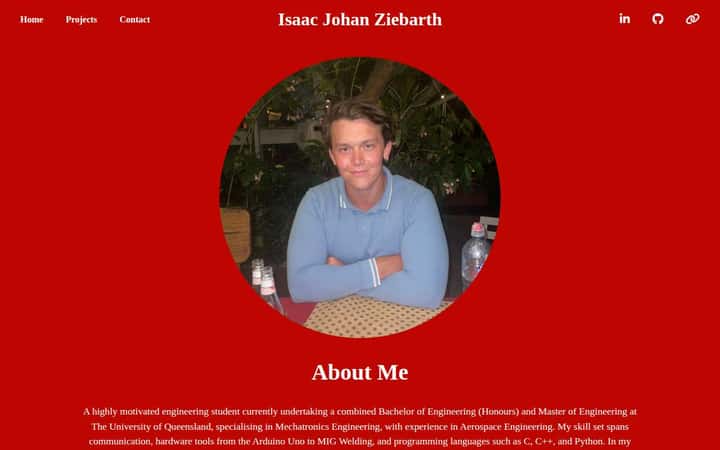 Home Projects Contact
Isaac Johan Ziebarth
About Me
A highly motivated engineering student currently undertaking a combined Bachelor of Engineering (Honours) and Master of Engineering at
The University of Queensland, specialising in Mechatronics Engineering, with experience in Aerospace Engineering. My skill set spans
communication, hardware tools from the Arduino Uno to MIG Welding, and programming languages such as C, C++, and Python. In my